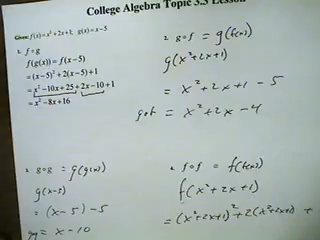 College Algebra Topic 3.3 Lesson
Given: f(x) = x² + 2x + 1; g(x) = x − 5
1. f ∘ g
f(g(x)) = f(x − 5)
= (x − 5)² + 2(x − 5) + 1
= x² − 10x + 25 + 2x − 10 + 1
= x² − 8x + 16
2. g ∘ f = g(f(x))
g(x² + 2x + 1)
= x² + 2x + 1 − 5
g∘f = x² + 2x − 4
3. g ∘ g = g(g(x))
g(x−5)
= (x − 5) − 5
= x − 10
4. f ∘ f = f(f(x))
f(x² + 2x + 1)
= (x² + 2x + 1)² + 2(x² + 2x + 1) +